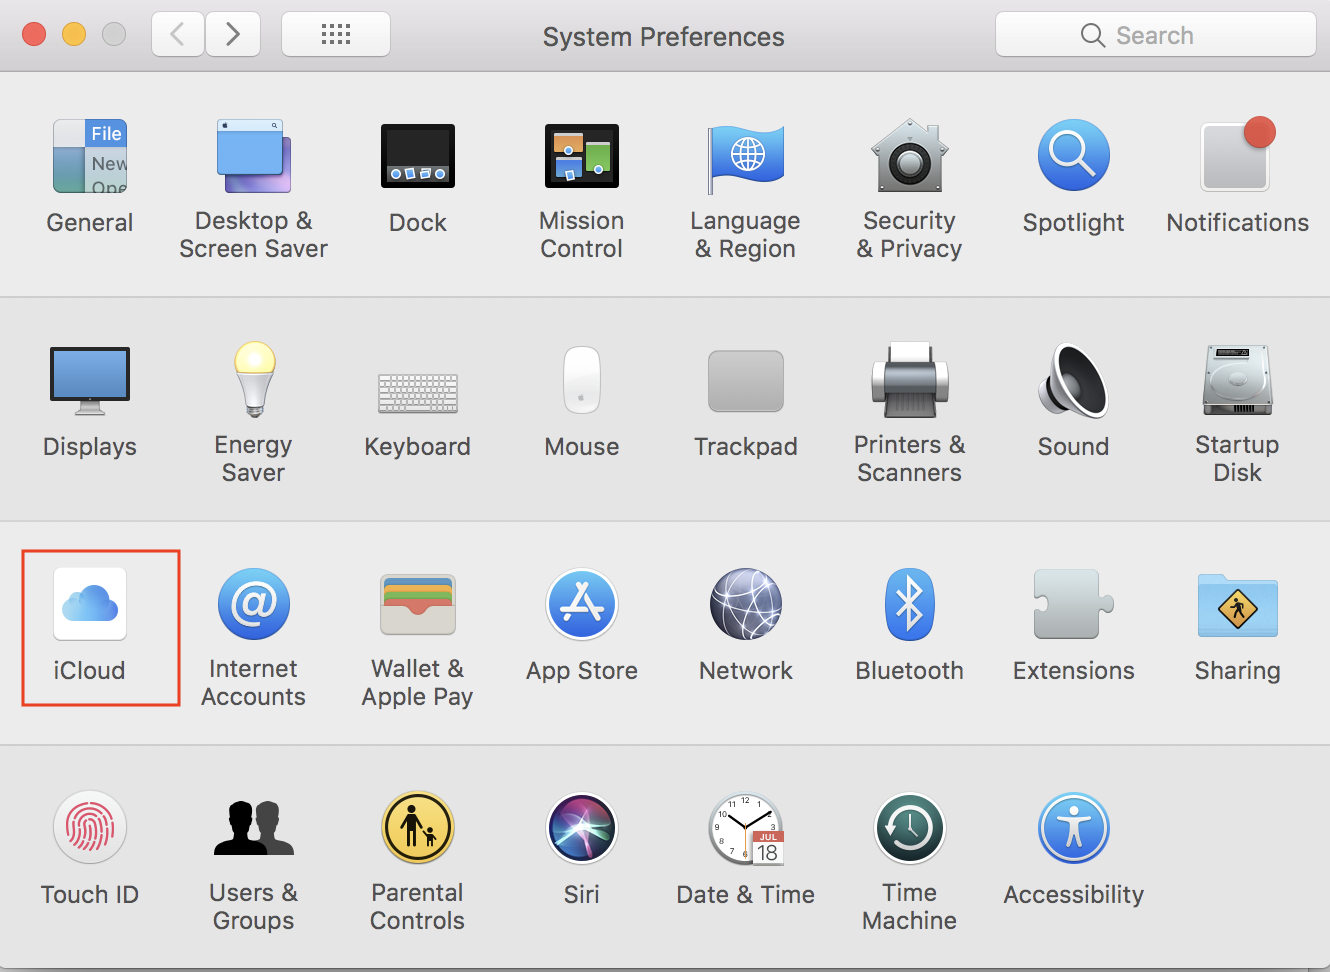 System Preferences
Search
File
New
Ope
General
Desktop &
Screen Saver
Dock
Mission
Control
Language
& Region
Security
& Privacy
Spotlight
Notifications
Displays
Energy
Saver
Keyboard
Mouse
Trackpad
Printers &
Scanners
Sound
Startup
Disk
iCloud
Internet
Accounts
Wallet &
Apple Pay
App Store
Network
Bluetooth
Extensions
Sharing
Touch ID
Users &
Groups
Parental
Controls
Siri
JUL
18
Date & Time
Time
Machine
Accessibility